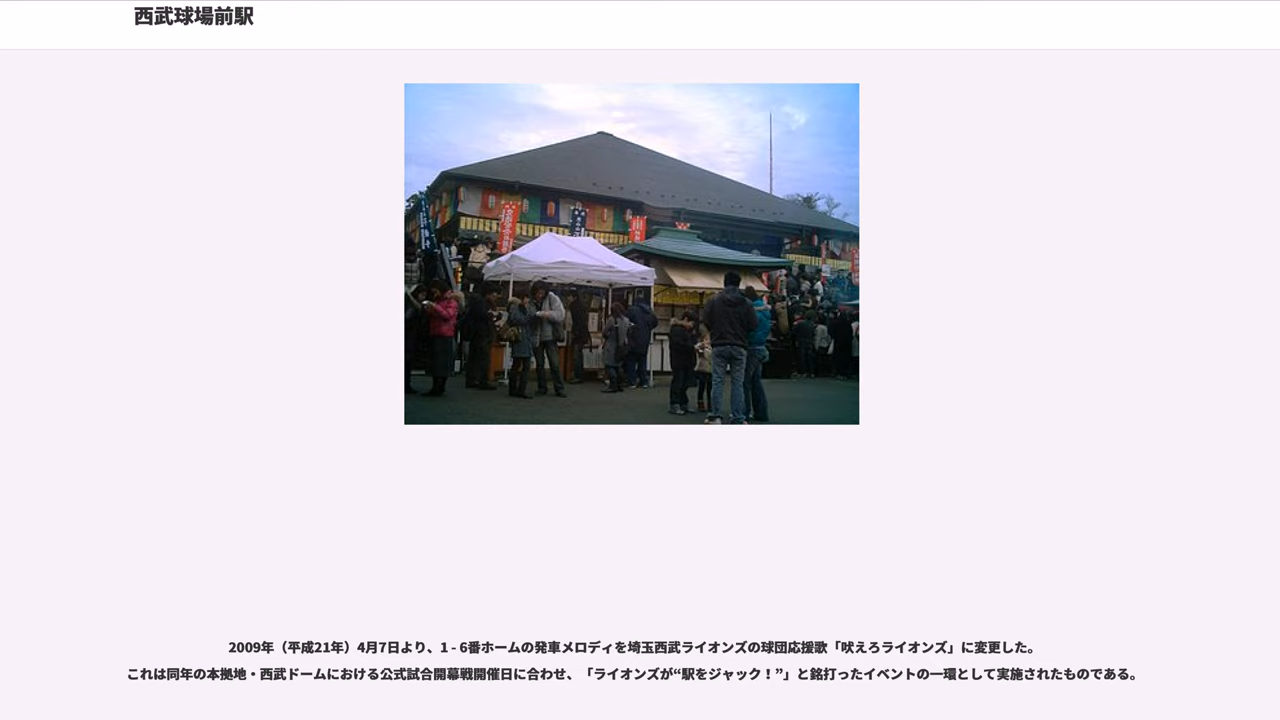 西武球場前駅
2009年（平成21年）4月7日より、1 - 6番ホームの発車メロディを埼玉西武ライオンズの球団応援歌「吠えろライオンズ」に変更した。
これは同年の本拠地・西武ドームにおける公式試合開幕戦開催日に合わせ、「ライオンズが“駅をジャック！”」と銘打ったイベントの一環として実施されたものである。